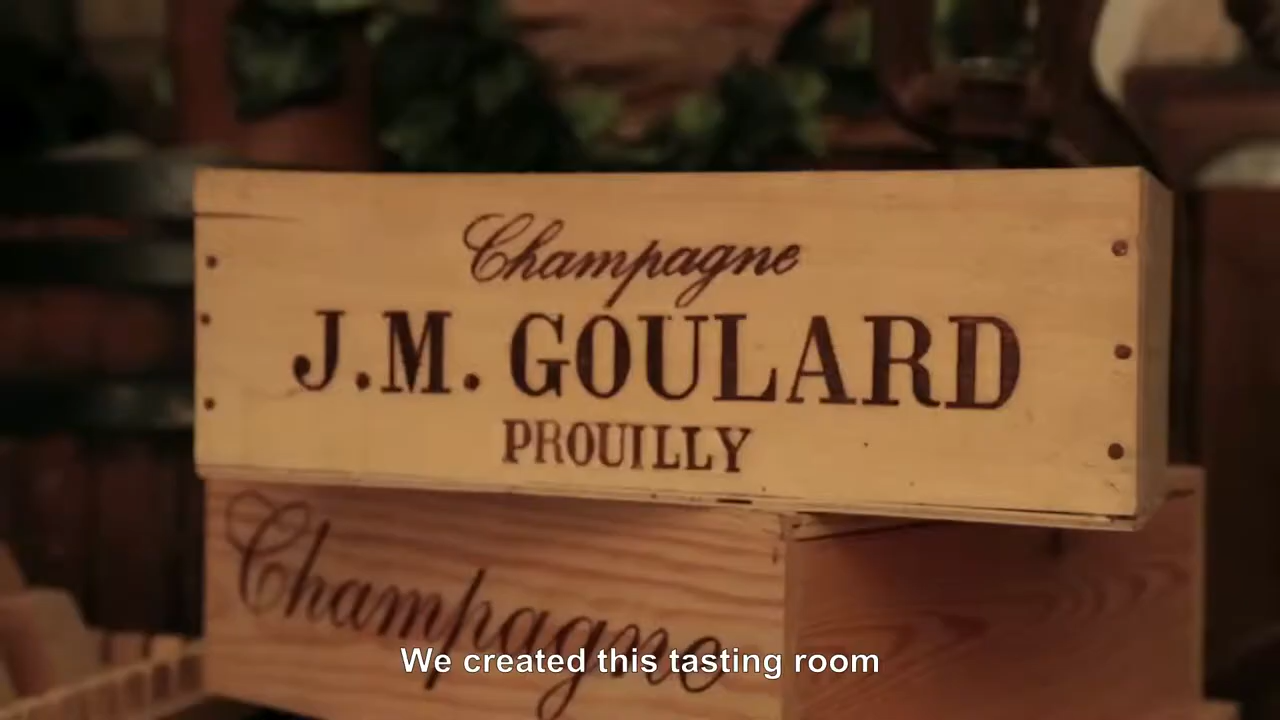 Champagne
J.M. GOULARD
PROUILLY
Champagne
We created this tasting room